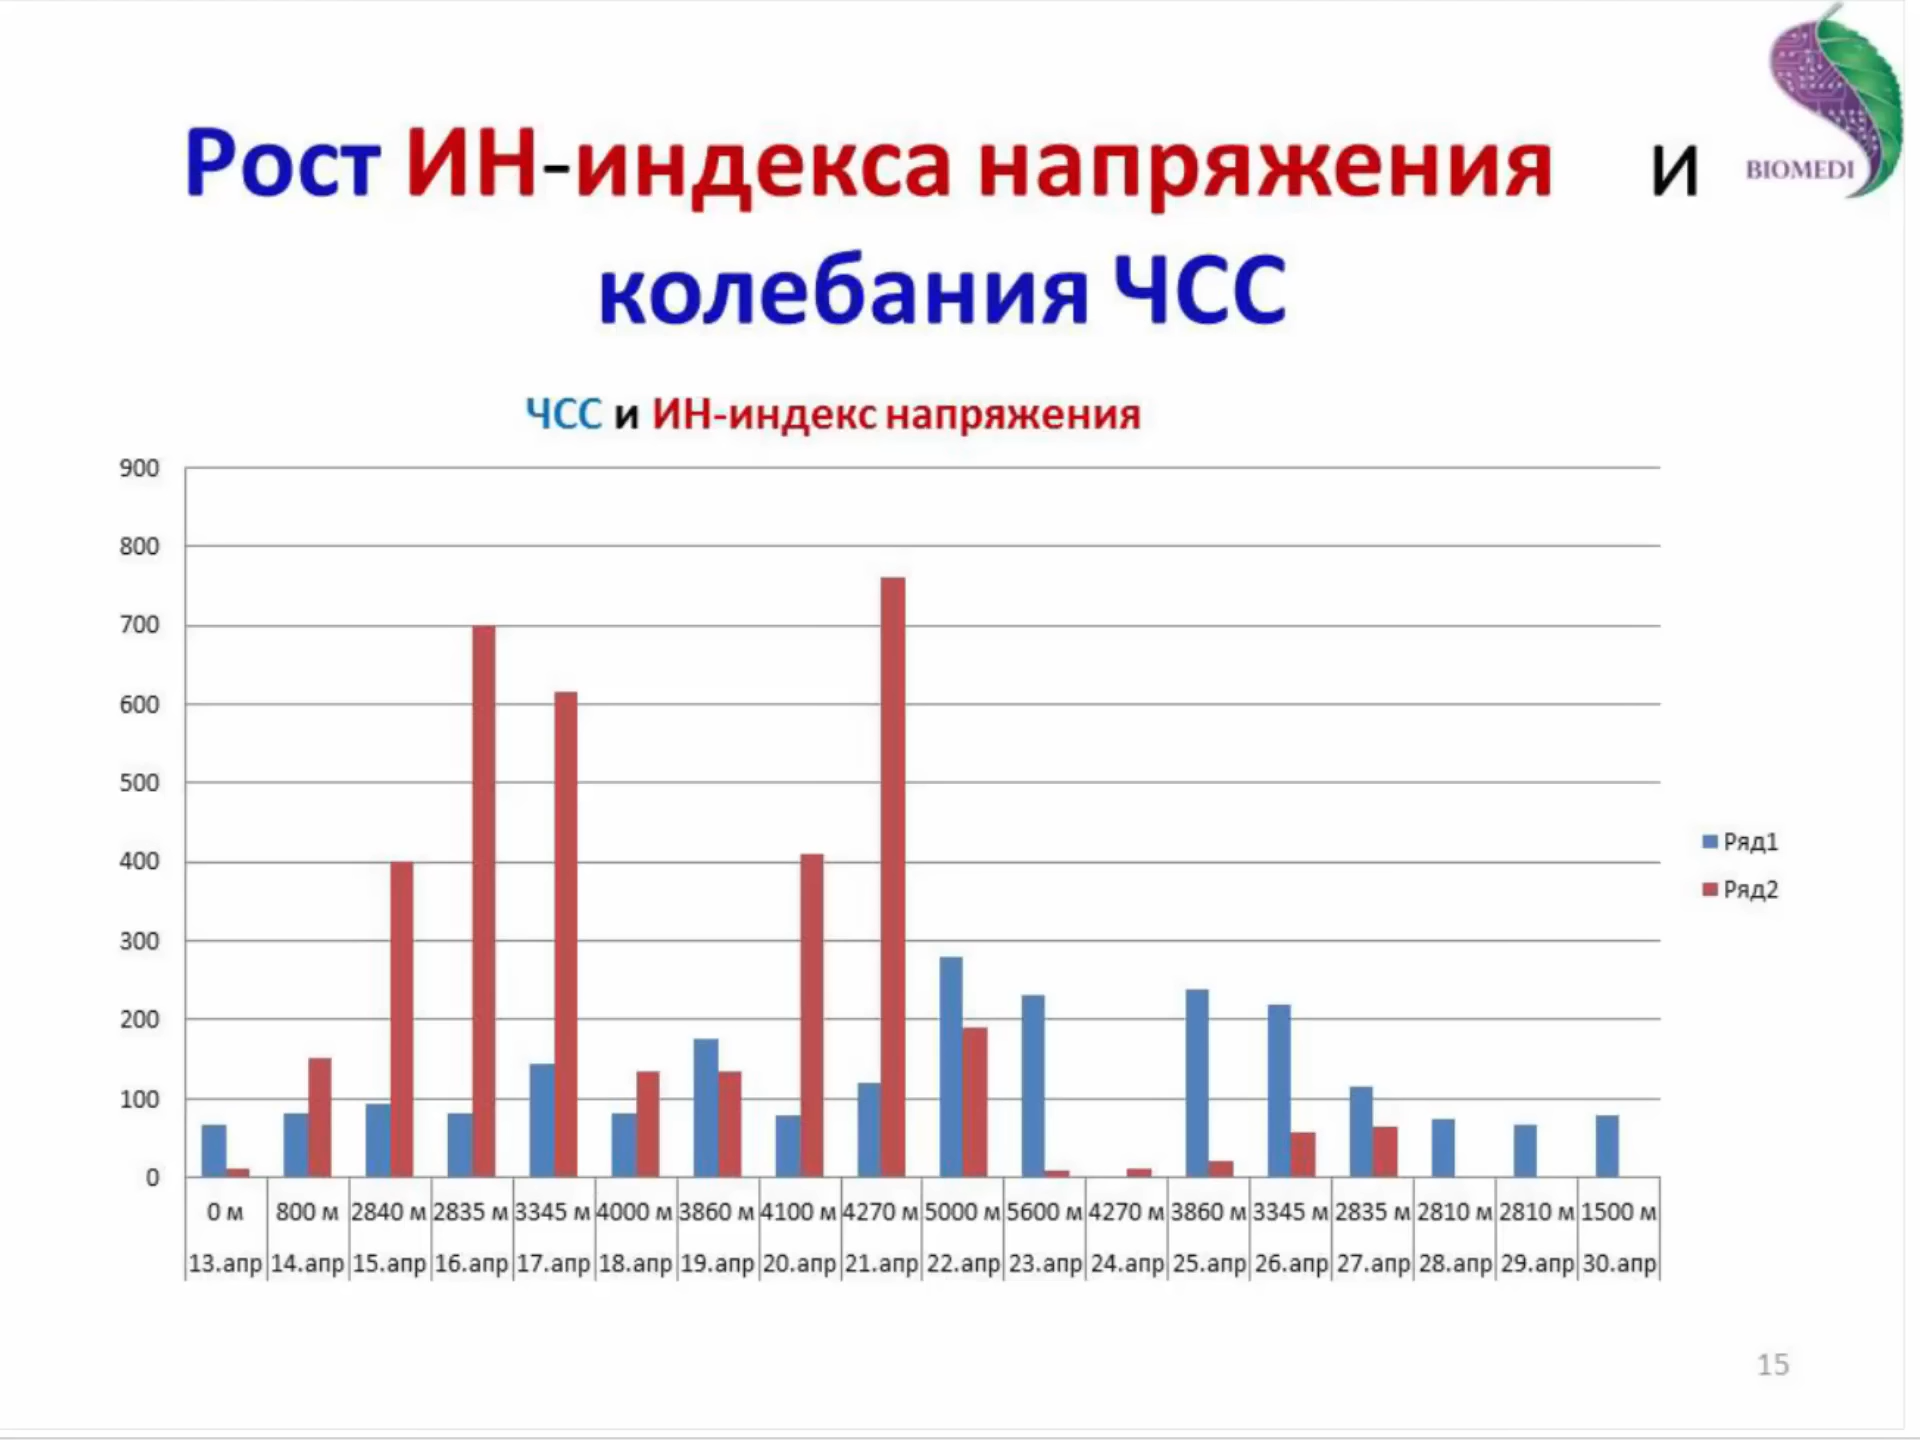 Рост ИН-индекса напряжения и
колебания ЧСС
BIOMEDI
ЧСС и ИН-индекс напряжения
900
800
700
600
500
400
300
200
100
0
Ряд1
Ряд2
0 м 800 м 2840 м 2835 м 3345 м 4000 м 3860 м 4100 м 4270 м 5000 м 5600 м 4270 м 3860 м 3345 м 2835 м 2810 м 2810 м 1500 м
13.апр 14.апр 15.апр 16.апр 17.апр 18.апр 19.апр 20.апр 21.апр 22.апр 23.апр 24.апр 25.апр 26.апр 27.апр 28.апр 29.апр 30.апр
15